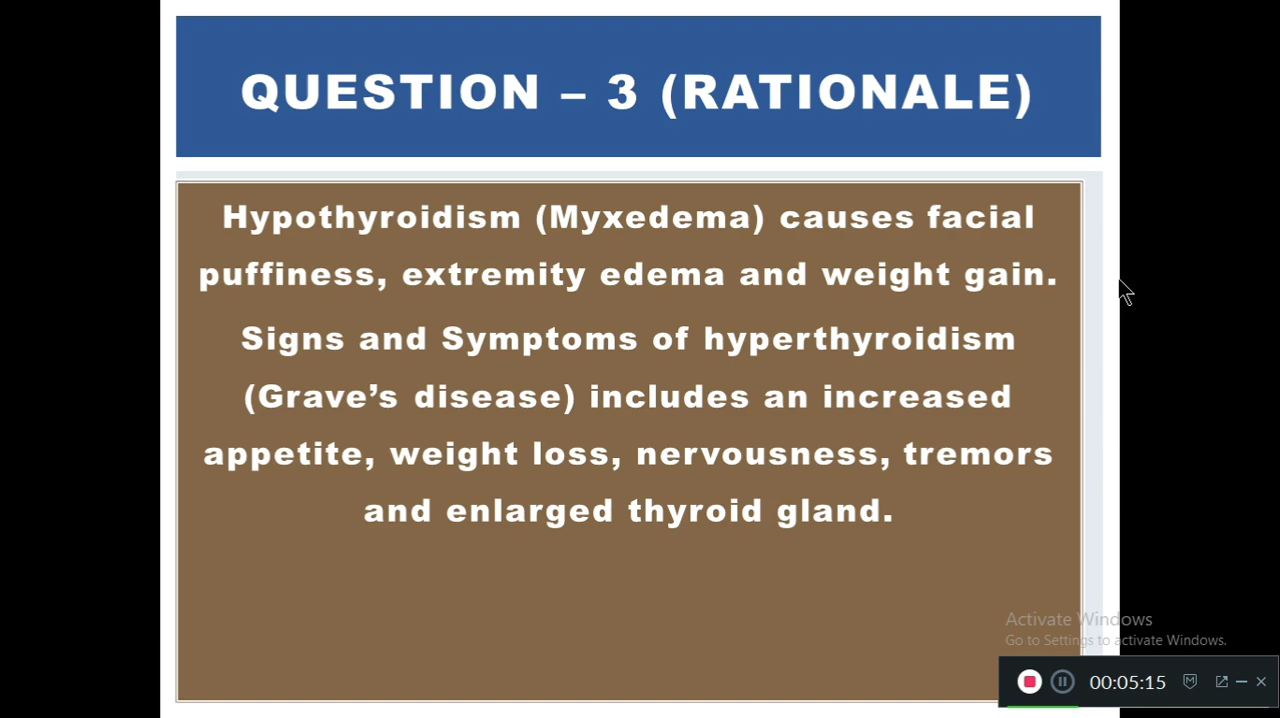 QUESTION – 3 (RATIONALE)
Hypothyroidism (Myxedema) causes facial
puffiness, extremity edema and weight gain.
Signs and Symptoms of hyperthyroidism
(Grave’s disease) includes an increased
appetite, weight loss, nervousness, tremors
and enlarged thyroid gland.
Activate Windows
Go to Settings to activate Windows.
00:05:15